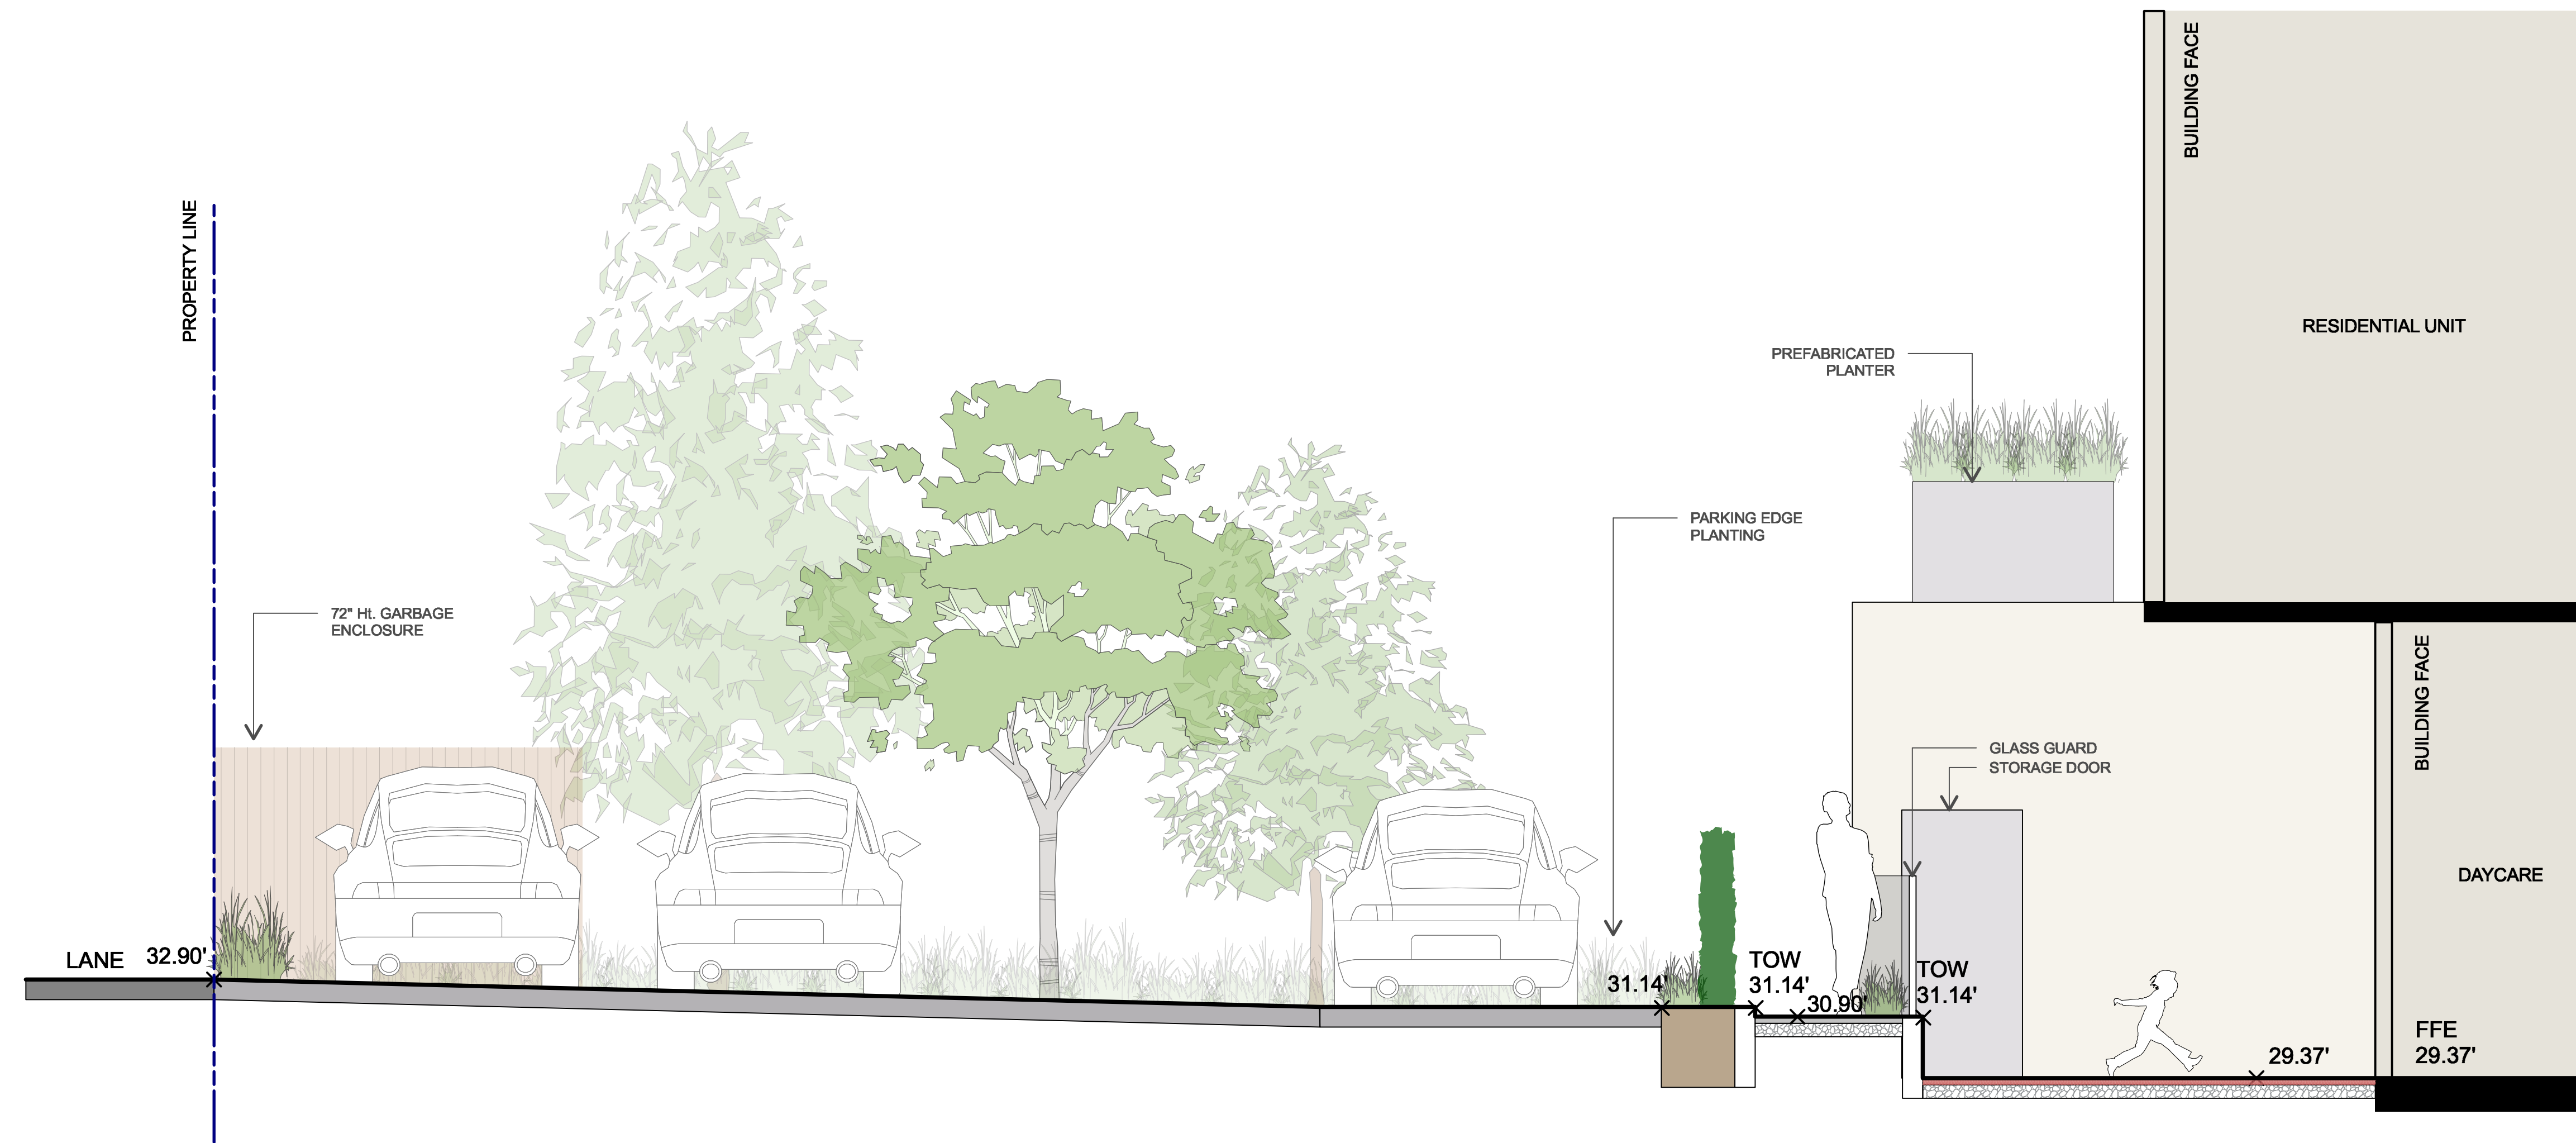 BUILDING FACE
PROPERTY LINE
RESIDENTIAL UNIT
PREFABRICATED
PLANTER
PARKING EDGE
PLANTING
72" Ht. GARBAGE
ENCLOSURE
BUILDING FACE
GLASS GUARD
STORAGE DOOR
DAYCARE
LANE 32.90'
31.14'
TOW
31.14'
30.90'
TOW
31.14'
29.37'
FFE
29.37'